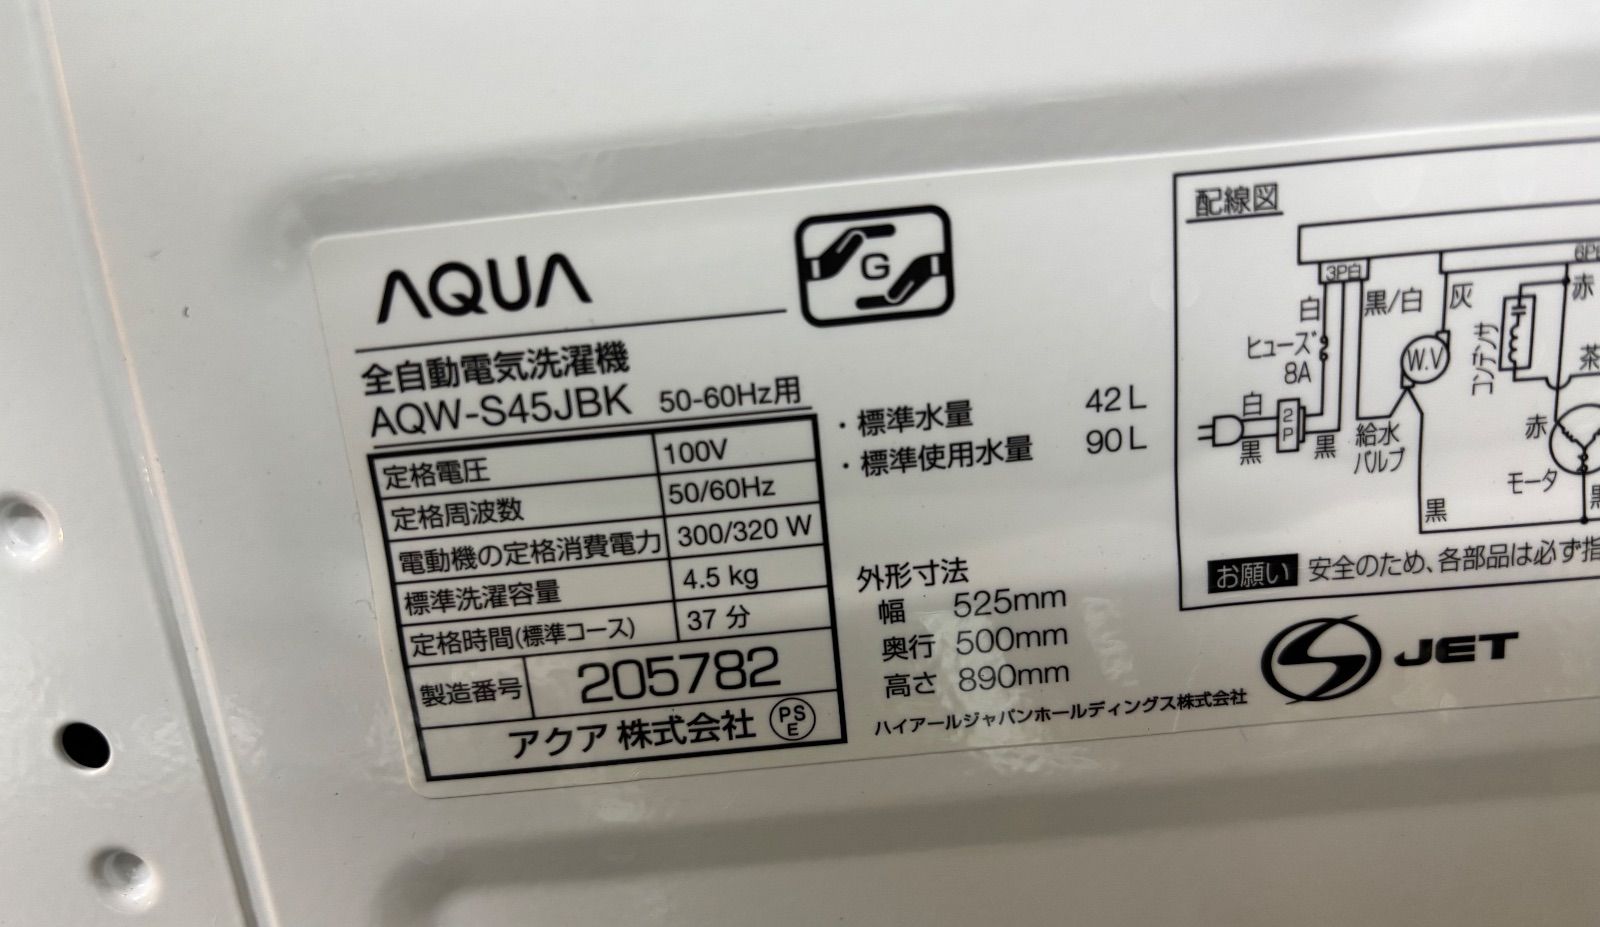 AQUA
G
全自動電気洗濯機
AQW-S45JBK 50-60Hz用
定格電圧 100V
定格周波数 50/60Hz
電動機の定格消費電力 300/320 W
標準洗濯容量 4.5 kg
定格時間(標準コース) 37 分
製造番号 205782
アクア 株式会社 PSE
・標準水量 42 L
・標準使用水量 90 L
外形寸法
幅 525mm
奥行 500mm
高さ 890mm
ハイアールジャパンホールディングス株式会社
配線図
3P白
6P
白
黒/白
灰
赤
ヒューズ
8A
W.V
コンデンサ
茶
白
2P
黒
黒
給水
バルブ
赤
モータ
黒
お願い 安全のため、各部品は必ず指
JET